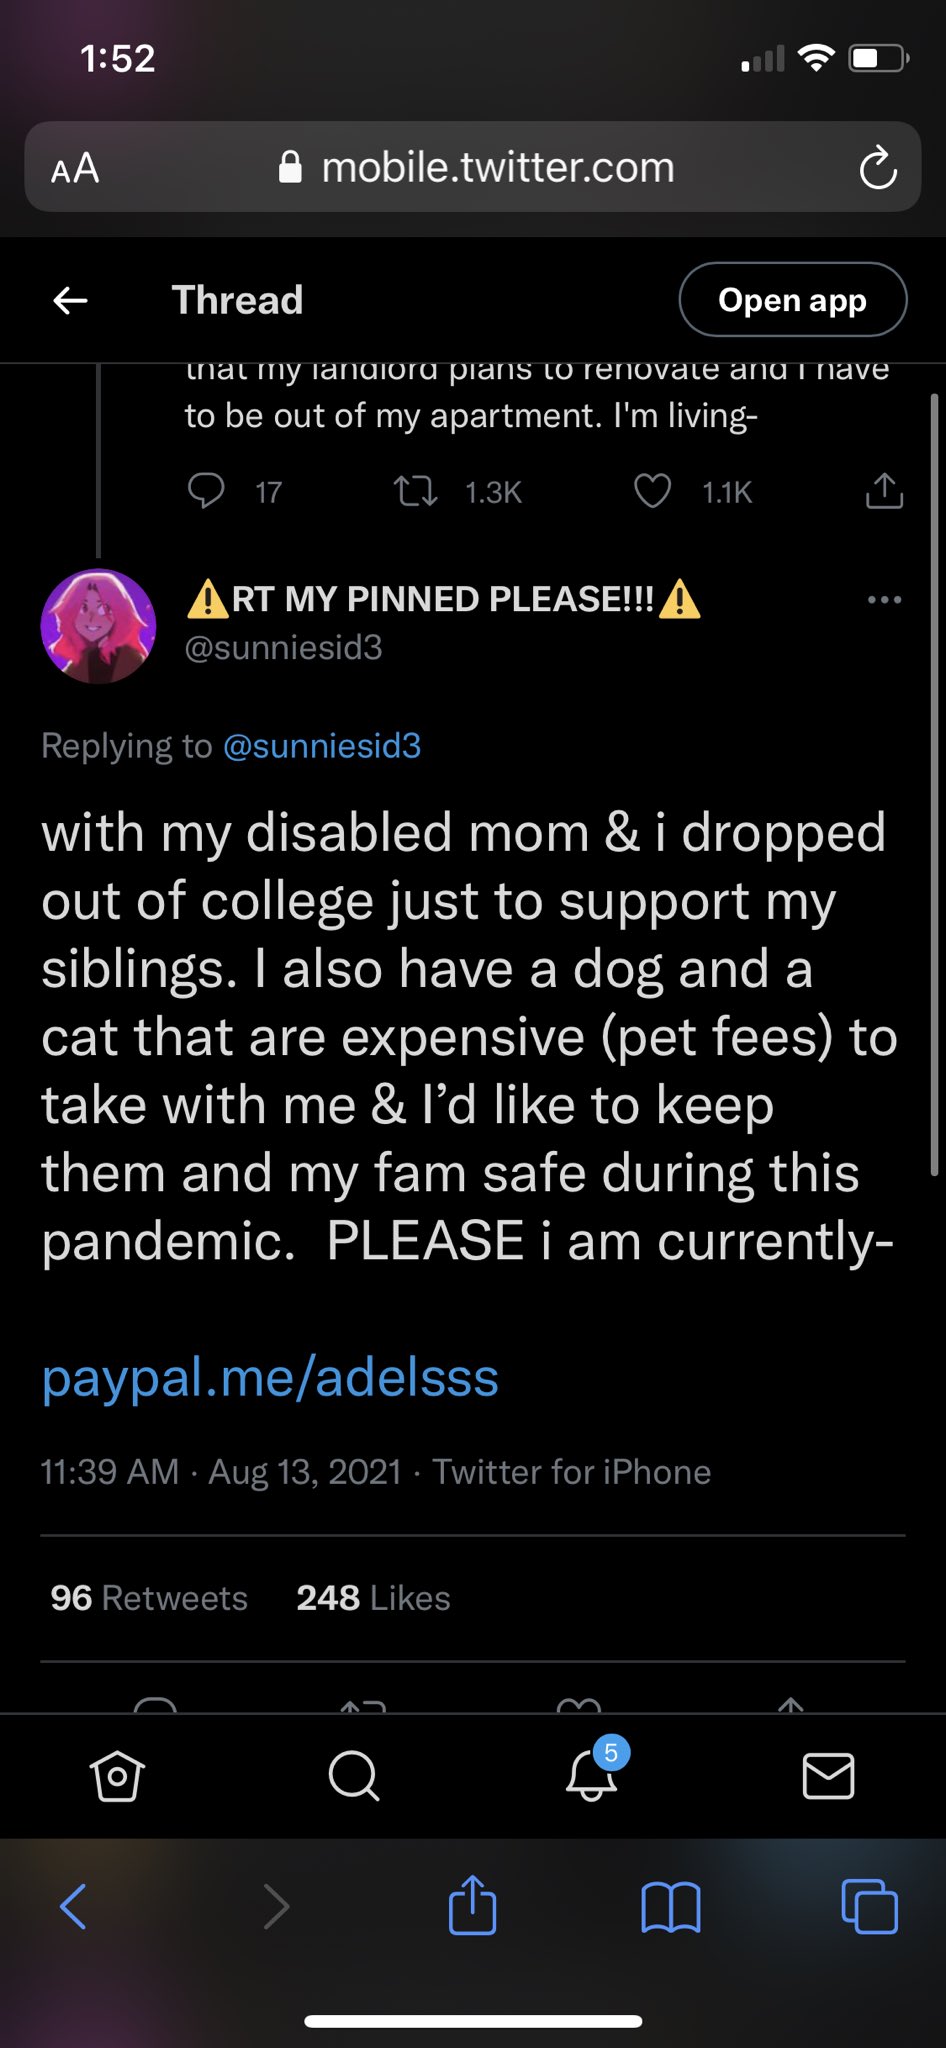 1:52
AA mobile.twitter.com
Thread
Open app
that my landlord plans to renovate and I have
to be out of my apartment. I'm living-
17 1.3K 1.1K
⚠️RT MY PINNED PLEASE!!!⚠️
@sunniesid3
Replying to @sunniesid3
with my disabled mom & i dropped
out of college just to support my
siblings. I also have a dog and a
cat that are expensive (pet fees) to
take with me & I’d like to keep
them and my fam safe during this
pandemic.  PLEASE i am currently-
paypal.me/adelsss
11:39 AM · Aug 13, 2021 · Twitter for iPhone
96 Retweets 248 Likes
5